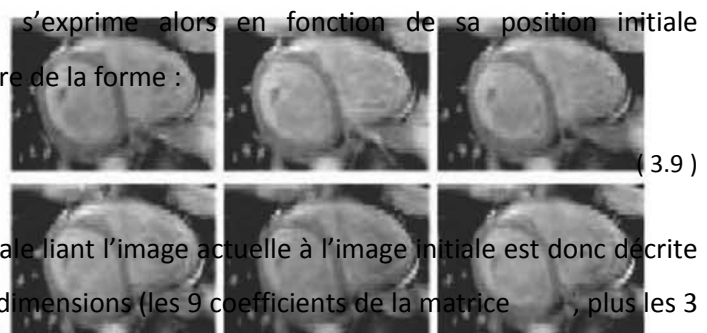 s’exprime alors en fonction de sa position initiale
re de la forme :
( 3.9 )
ale liant l’image actuelle à l’image initiale est donc décrite
dimensions (les 9 coefficients de la matrice , plus les 3